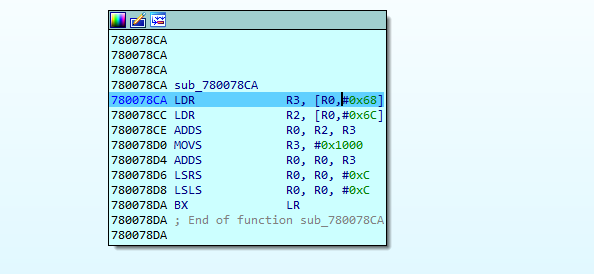 780078CA
780078CA
780078CA
780078CA sub_780078CA
780078CA LDR R3, [R0,#0x68]
780078CC LDR R2, [R0,#0x6C]
780078CE ADDS R0, R2, R3
780078D0 MOVS R3, #0x1000
780078D4 ADDS R0, R0, R3
780078D6 LSRS R0, R0, #0xC
780078D8 LSLS R0, R0, #0xC
780078DA BX LR
780078DA ; End of function sub_780078CA
780078DA